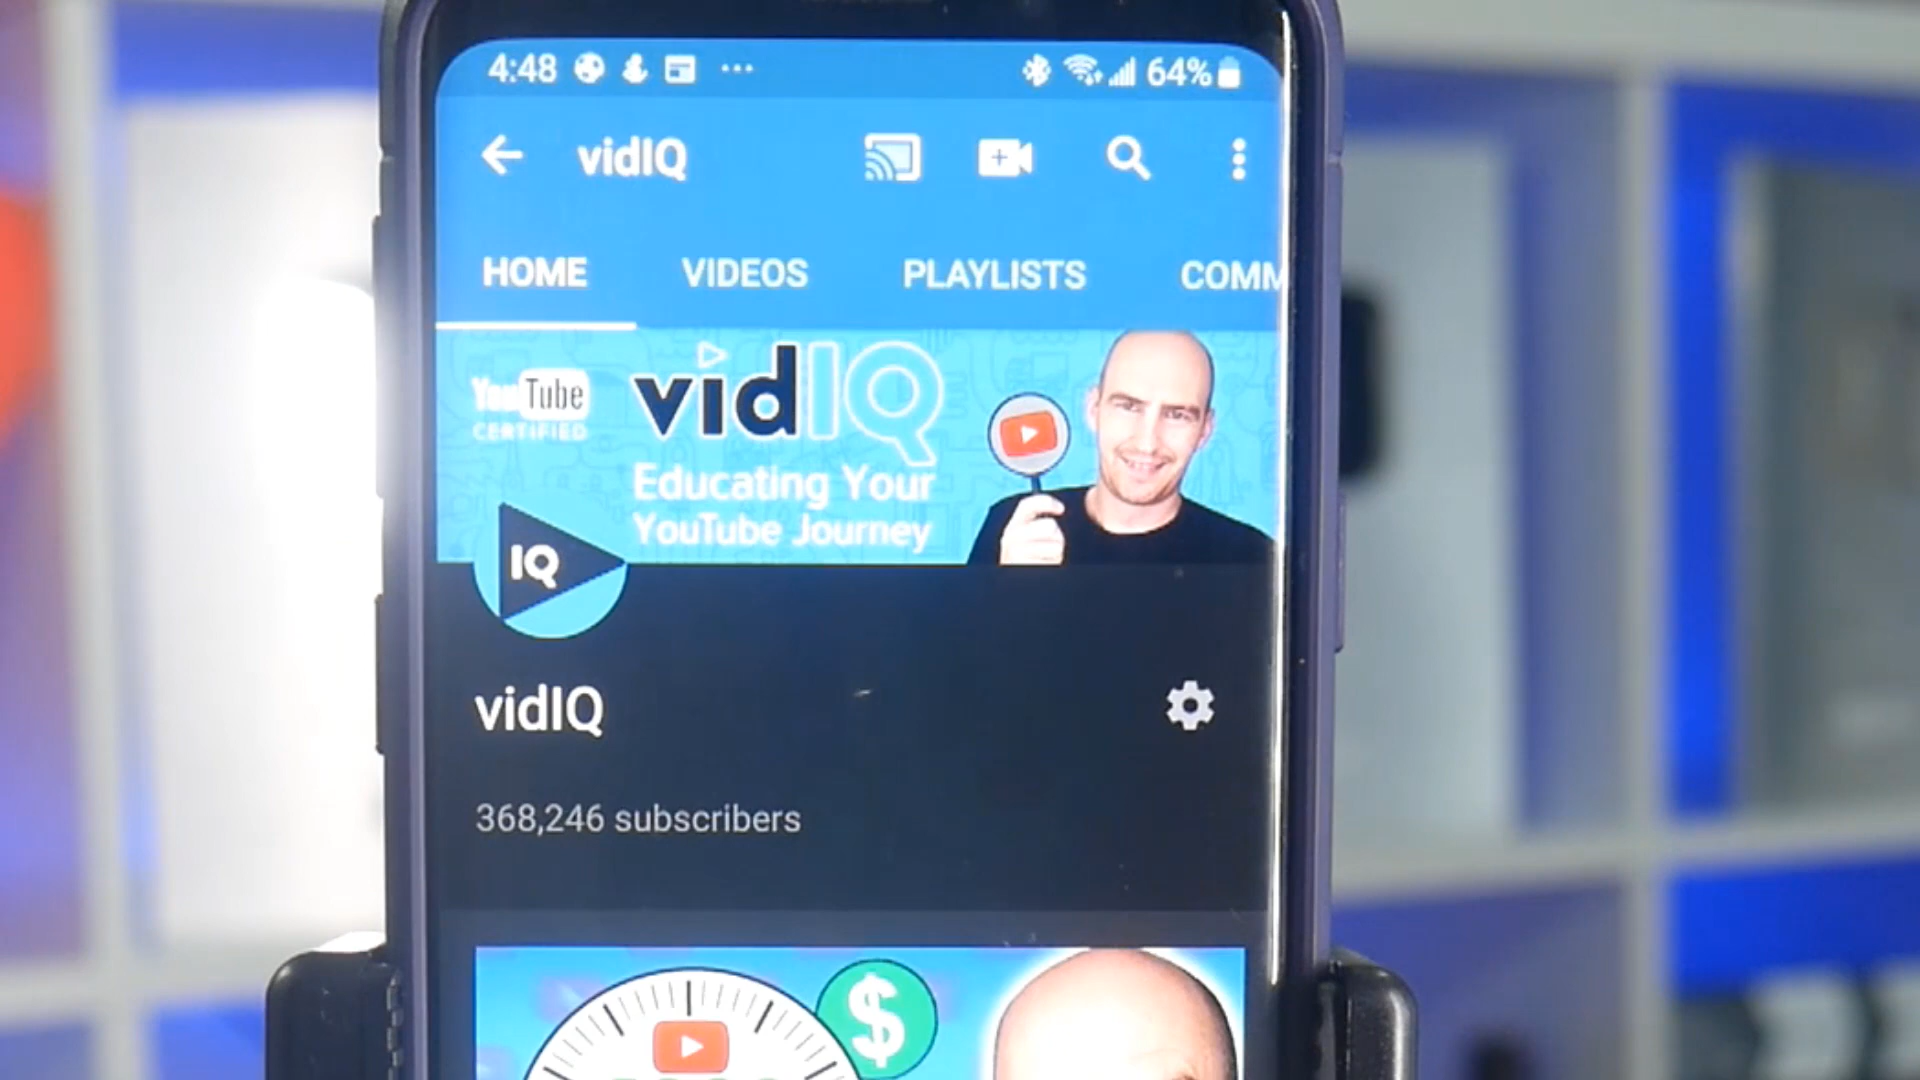 4:48
64%
vidIQ
HOME VIDEOS PLAYLISTS COMM
YouTube
CERTIFIED
vidIQ
Educating Your
YouTube Journey
IQ
vidIQ
368,246 subscribers
$